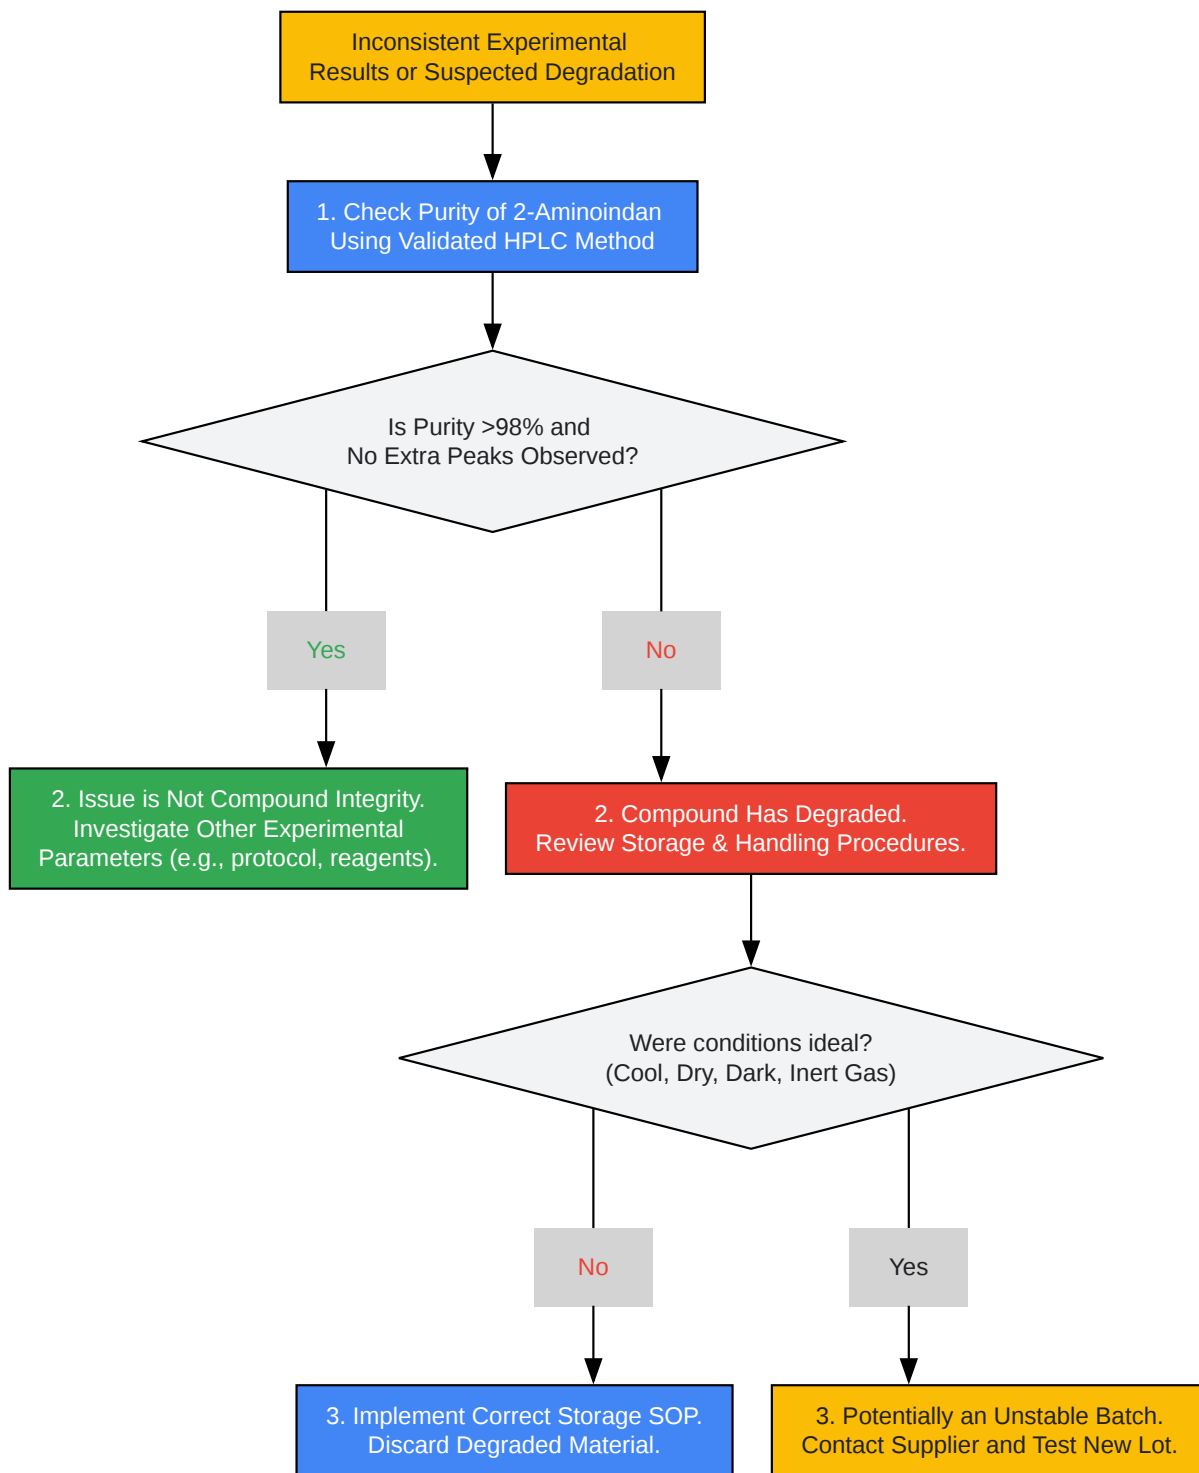 Inconsistent Experimental
Results or Suspected Degradation
1. Check Purity of 2-Aminoindan
Using Validated HPLC Method
Is Purity >98% and
No Extra Peaks Observed?
Yes
No
2. Issue is Not Compound Integrity.
Investigate Other Experimental
Parameters (e.g., protocol, reagents).
2. Compound Has Degraded.
Review Storage & Handling Procedures.
Were conditions ideal?
(Cool, Dry, Dark, Inert Gas)
No
Yes
3. Implement Correct Storage SOP.
Discard Degraded Material.
3. Potentially an Unstable Batch.
Contact Supplier and Test New Lot.